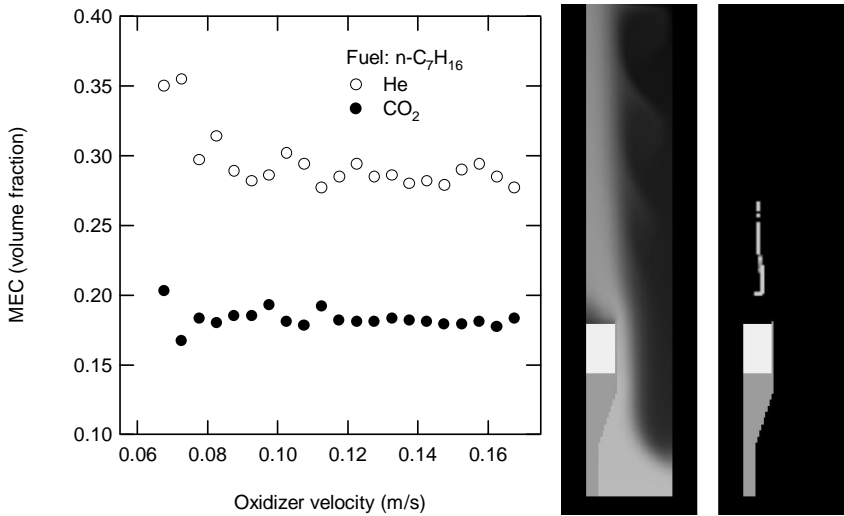 0.40
0.35
0.30
0.25
0.20
0.15
0.10
MEC (volume fraction)
Fuel: n-C₇H₁₆
He
CO₂
0.06 0.08 0.10 0.12 0.14 0.16
Oxidizer velocity (m/s)